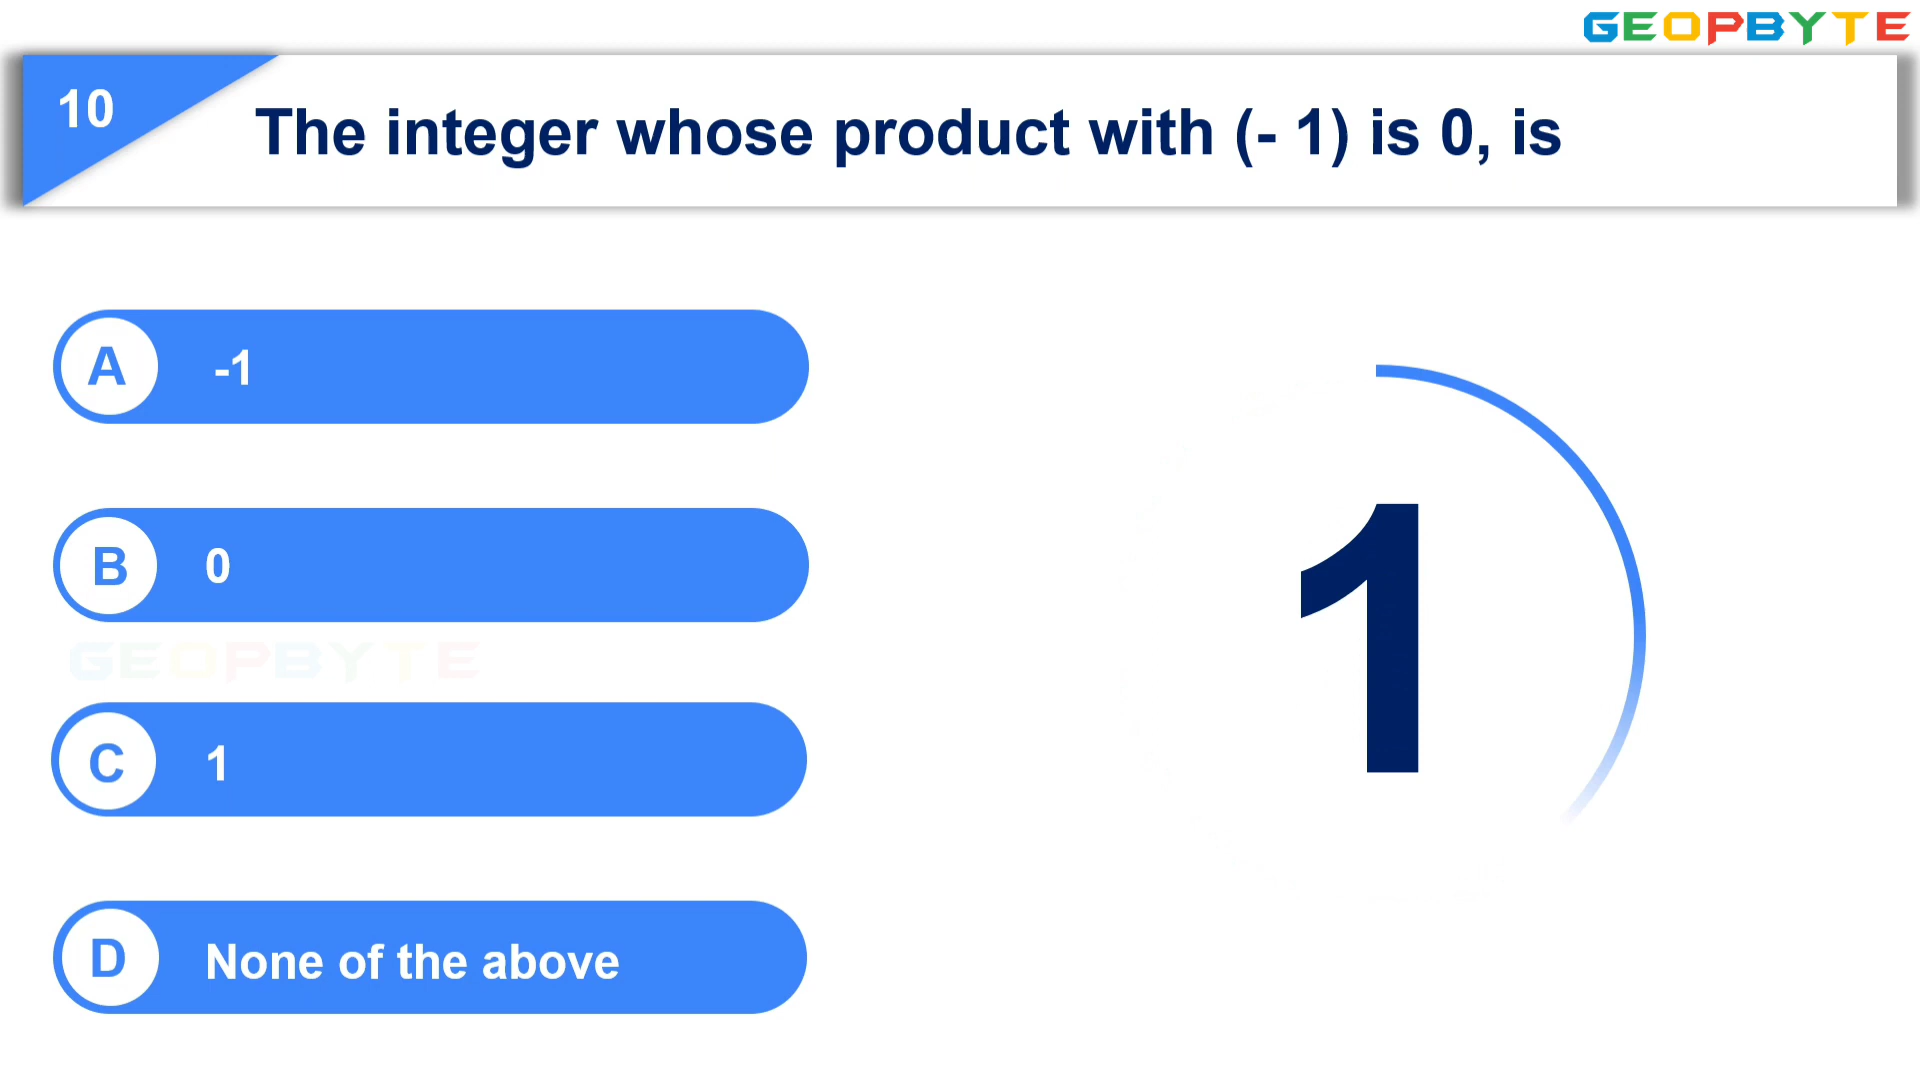 GEOPBYTE
10
The integer whose product with (- 1) is 0, is
A -1
B 0
GEOPBYTE
C 1
D None of the above
1